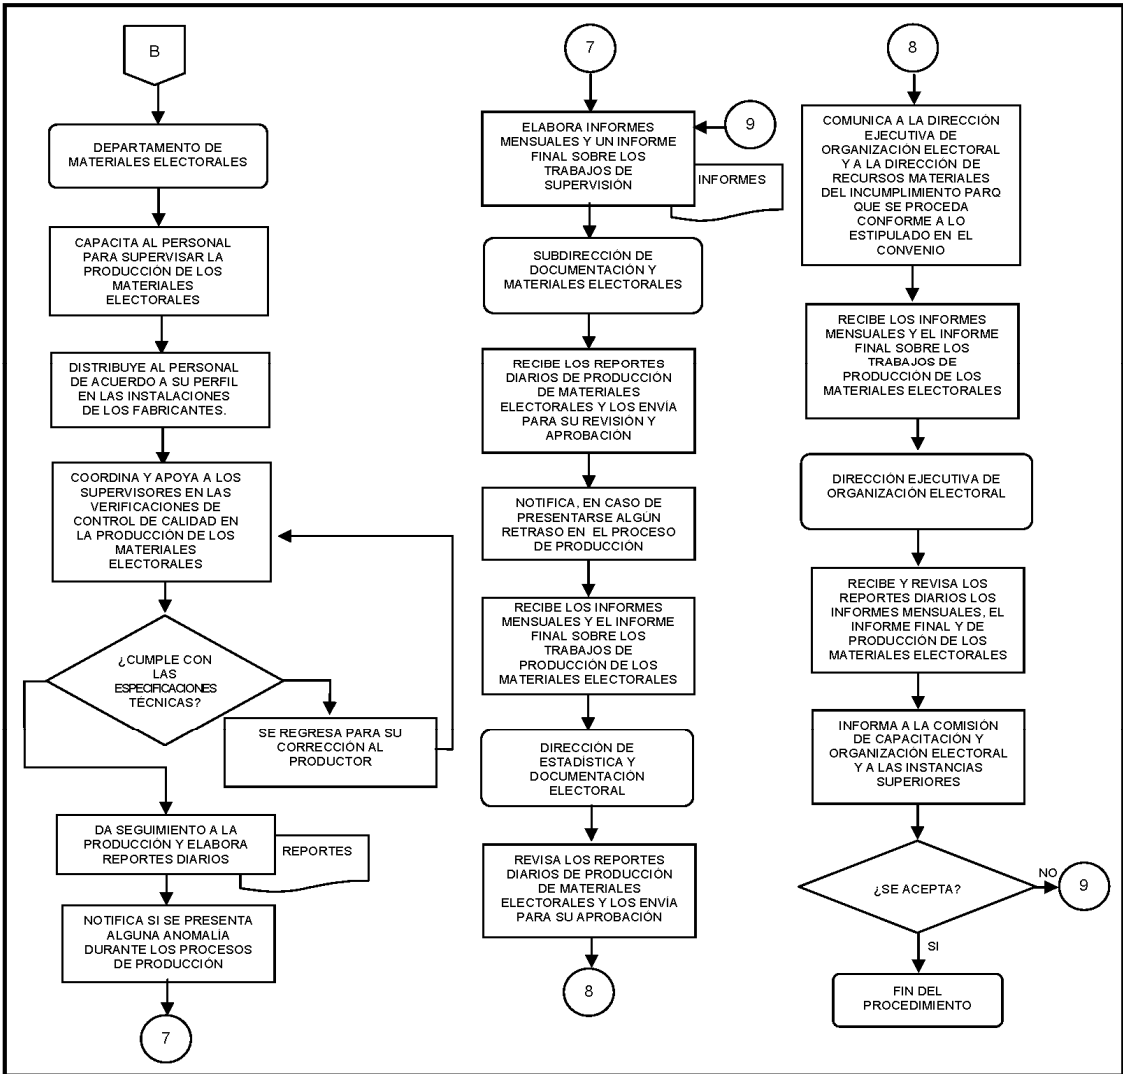 B
DEPARTAMENTO DE
MATERIALES ELECTORALES
CAPACITA AL PERSONAL
PARA SUPERVISAR LA
PRODUCCIÓN DE LOS
MATERIALES
ELECTORALES
DISTRIBUYE AL PERSONAL
DE ACUERDO A SU PERFIL
EN LAS INSTALACIONES
DE LOS FABRICANTES.
COORDINA Y APOYA A LOS
SUPERVISORES EN LAS
VERIFICACIONES DE
CONTROL DE CALIDAD EN
LA PRODUCCIÓN DE LOS
MATERIALES
ELECTORALES
¿CUMPLE CON
LAS
ESPECIFICACIONES
TÉCNICAS?
SE REGRESA PARA SU
CORRECCIÓN AL
PRODUCTOR
DA SEGUIMIENTO A LA
PRODUCCIÓN Y ELABORA
REPORTES DIARIOS
REPORTES
NOTIFICA SI SE PRESENTA
ALGUNA ANOMALÍA
DURANTE LOS PROCESOS
DE PRODUCCIÓN
7
7
ELABORA INFORMES
MENSUALES Y UN INFORME
FINAL SOBRE LOS
TRABAJOS DE
SUPERVISIÓN
9
INFORMES
SUBDIRECCIÓN DE
DOCUMENTACIÓN Y
MATERIALES ELECTORALES
RECIBE LOS REPORTES
DIARIOS DE PRODUCCIÓN
DE MATERIALES
ELECTORALES Y LOS ENVÍA
PARA SU REVISIÓN Y
APROBACIÓN
NOTIFICA, EN CASO DE
PRESENTARSE ALGÚN
RETRASO EN EL PROCESO
DE PRODUCCIÓN
RECIBE LOS INFORMES
MENSUALES Y EL INFORME
FINAL SOBRE LOS
TRABAJOS DE
PRODUCCIÓN DE LOS
MATERIALES ELECTORALES
DIRECCIÓN DE
ESTADÍSTICA Y
DOCUMENTACIÓN
ELECTORAL
REVISA LOS REPORTES
DIARIOS DE PRODUCCIÓN
DE MATERIALES
ELECTORALES Y LOS ENVÍA
PARA SU APROBACIÓN
8
8
COMUNICA A LA DIRECCIÓN
EJECUTIVA DE
ORGANIZACIÓN ELECTORAL
Y A LA DIRECCIÓN DE
RECURSOS MATERIALES
DEL INCUMPLIMIENTO PARQ
QUE SE PROCEDA
CONFORME A LO
ESTIPULADO EN EL
CONVENIO
RECIBE LOS INFORMES
MENSUALES Y EL INFORME
FINAL SOBRE LOS
TRABAJOS DE
PRODUCCIÓN DE LOS
MATERIALES ELECTORALES
DIRECCIÓN EJECUTIVA DE
ORGANIZACIÓN ELECTORAL
RECIBE Y REVISA LOS
REPORTES DIARIOS LOS
INFORMES MENSUALES, EL
INFORME FINAL Y DE
PRODUCCIÓN DE LOS
MATERIALES ELECTORALES
INFORMA A LA COMISIÓN
DE CAPACITACIÓN Y
ORGANIZACIÓN ELECTORAL
Y A LAS INSTANCIAS
SUPERIORES
¿SE ACEPTA?
NO
9
SI
FIN DEL
PROCEDIMIENTO